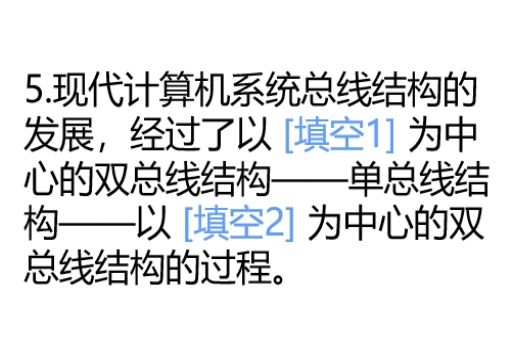 5.现代计算机系统总线结构的
发展，经过了以 [填空1] 为中
心的双总线结构——单总线结
构——以 [填空2] 为中心的双
总线结构的过程。